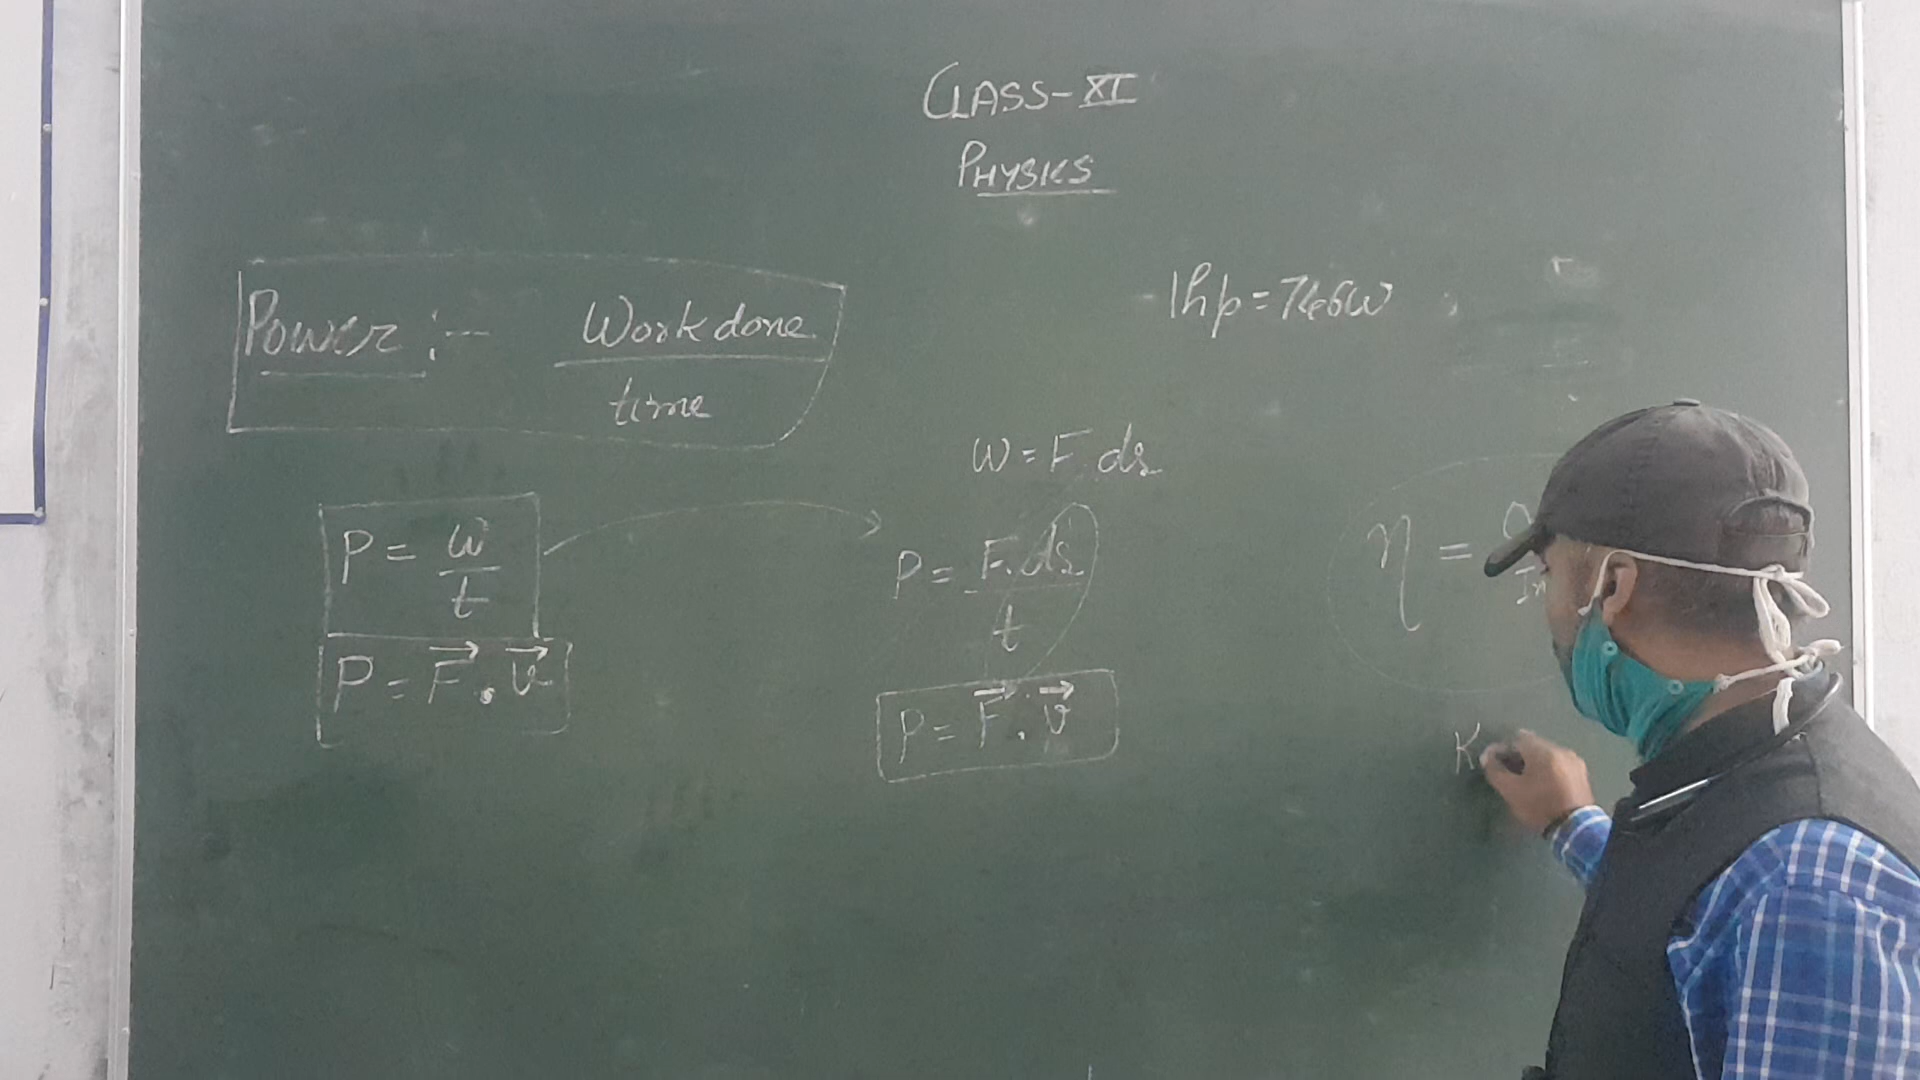 CLASS-XI
PHYSICS
Power :- Work done
time
1hp = 746W
W = F.ds
P = W
t
P = F.ds
t
η =
P = F⃗.v⃗
P = F⃗.v⃗
K